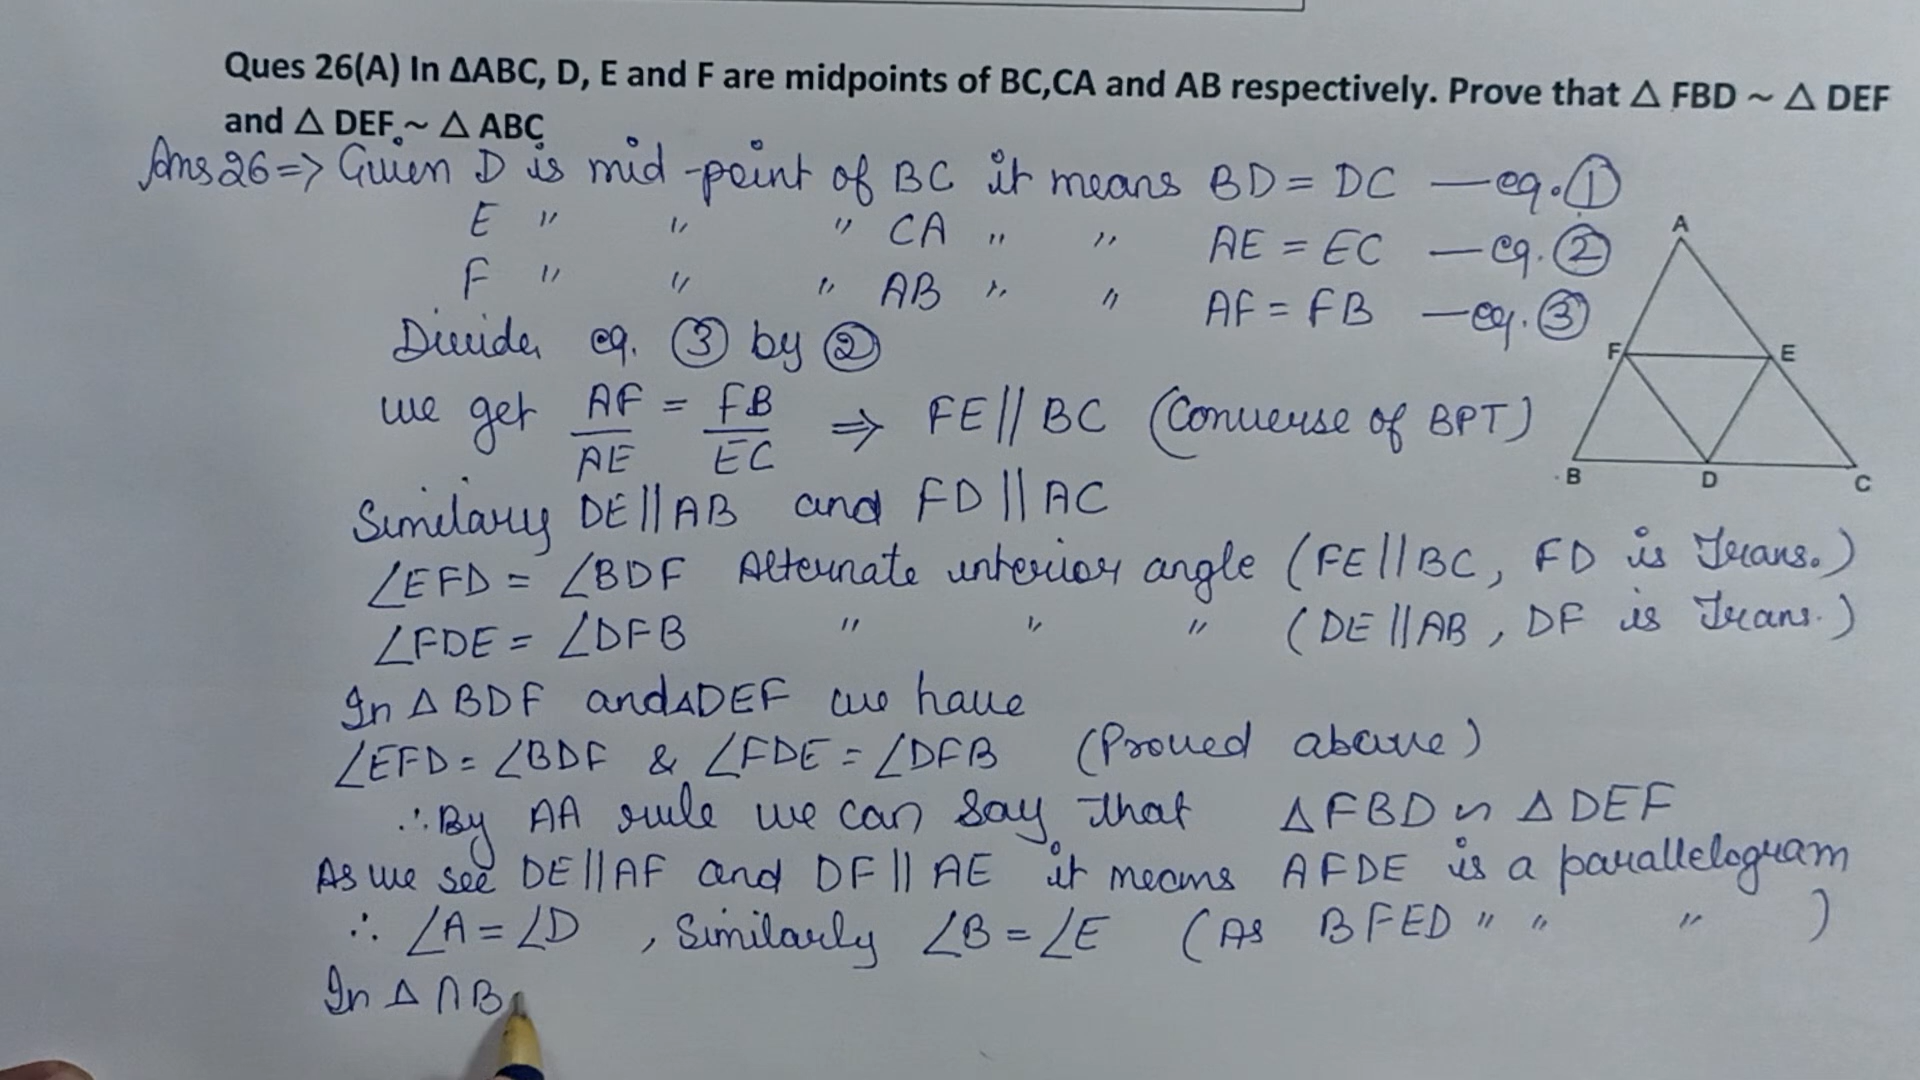 Ques 26(A) In ΔABC, D, E and F are midpoints of BC,CA and AB respectively. Prove that △ FBD ~ △ DEF
and △ DEF ~ △ ABC
Ans 26 => Given D is mid-point of BC it means BD = DC — eq. ①
E " " " CA " " AE = EC — eq. ②
F " " " AB " " AF = FB — eq. ③
Divide eq. ③ by ②
we get AF/AE = FB/EC ⇒ FE || BC (Converse of BPT)
Similary DE || AB and FD || AC
∠EFD = ∠BDF Alternate interior angle (FE || BC, FD is Trans.)
∠FDE = ∠DFB " " " (DE || AB, DF is Trans.)
In △ BDF and △DEF we have
∠EFD = ∠BDF & ∠FDE = ∠DFB (Proved above)
∴ By AA rule we can say that △ FBD ~ △ DEF
As we see DE || AF and DF || AE it means AFDE is a parallelogram
∴ ∠A = ∠D , Similarly ∠B = ∠E (As BFED " " " )
In △ AB
A
F
E
B
D
C